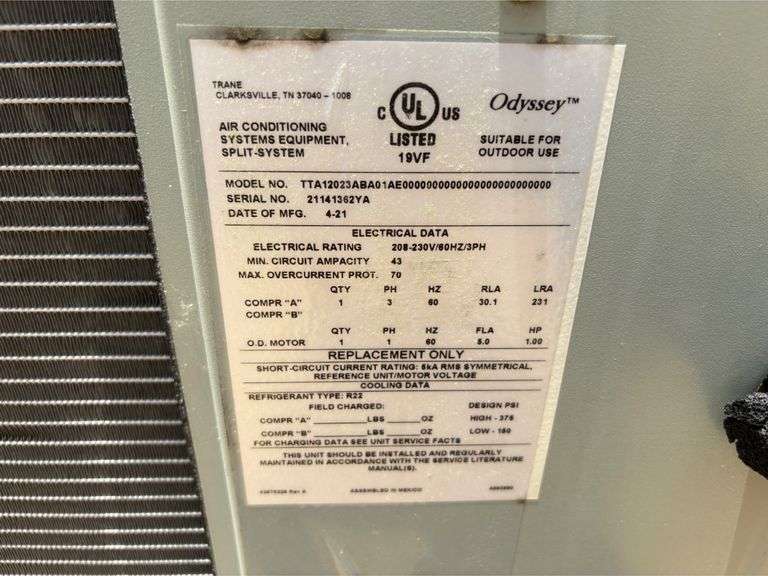 TRANE
CLARKSVILLE, TN 37040 – 1008
C UL US
LISTED
19VF
Odyssey™
AIR CONDITIONING
SYSTEMS EQUIPMENT,
SPLIT-SYSTEM
SUITABLE FOR
OUTDOOR USE
MODEL NO. TTA12023ABA01AE0000000000000000000000000
SERIAL NO. 21141362YA
DATE OF MFG. 4-21
ELECTRICAL DATA
ELECTRICAL RATING 208-230V/60HZ/3PH
MIN. CIRCUIT AMPACITY 43
MAX. OVERCURRENT PROT. 70
QTY PH HZ RLA LRA
COMPR "A" 1 3 60 30.1 231
COMPR "B"
QTY PH HZ FLA HP
O.D. MOTOR 1 1 60 5.0 1.00
REPLACEMENT ONLY
SHORT-CIRCUIT CURRENT RATING: 5kA RMS SYMMETRICAL,
REFERENCE UNIT/MOTOR VOLTAGE
COOLING DATA
REFRIGERANT TYPE: R22
FIELD CHARGED: DESIGN PSI
COMPR "A" ________LBS _____OZ HIGH - 375
COMPR "B" ________LBS _____OZ LOW - 180
FOR CHARGING DATA SEE UNIT SERVICE FACTS
THIS UNIT SHOULD BE INSTALLED AND REGULARLY
MAINTAINED IN ACCORDANCE WITH THE SERVICE LITERATURE
MANUAL(S).
ASSEMBLED IN MEXICO